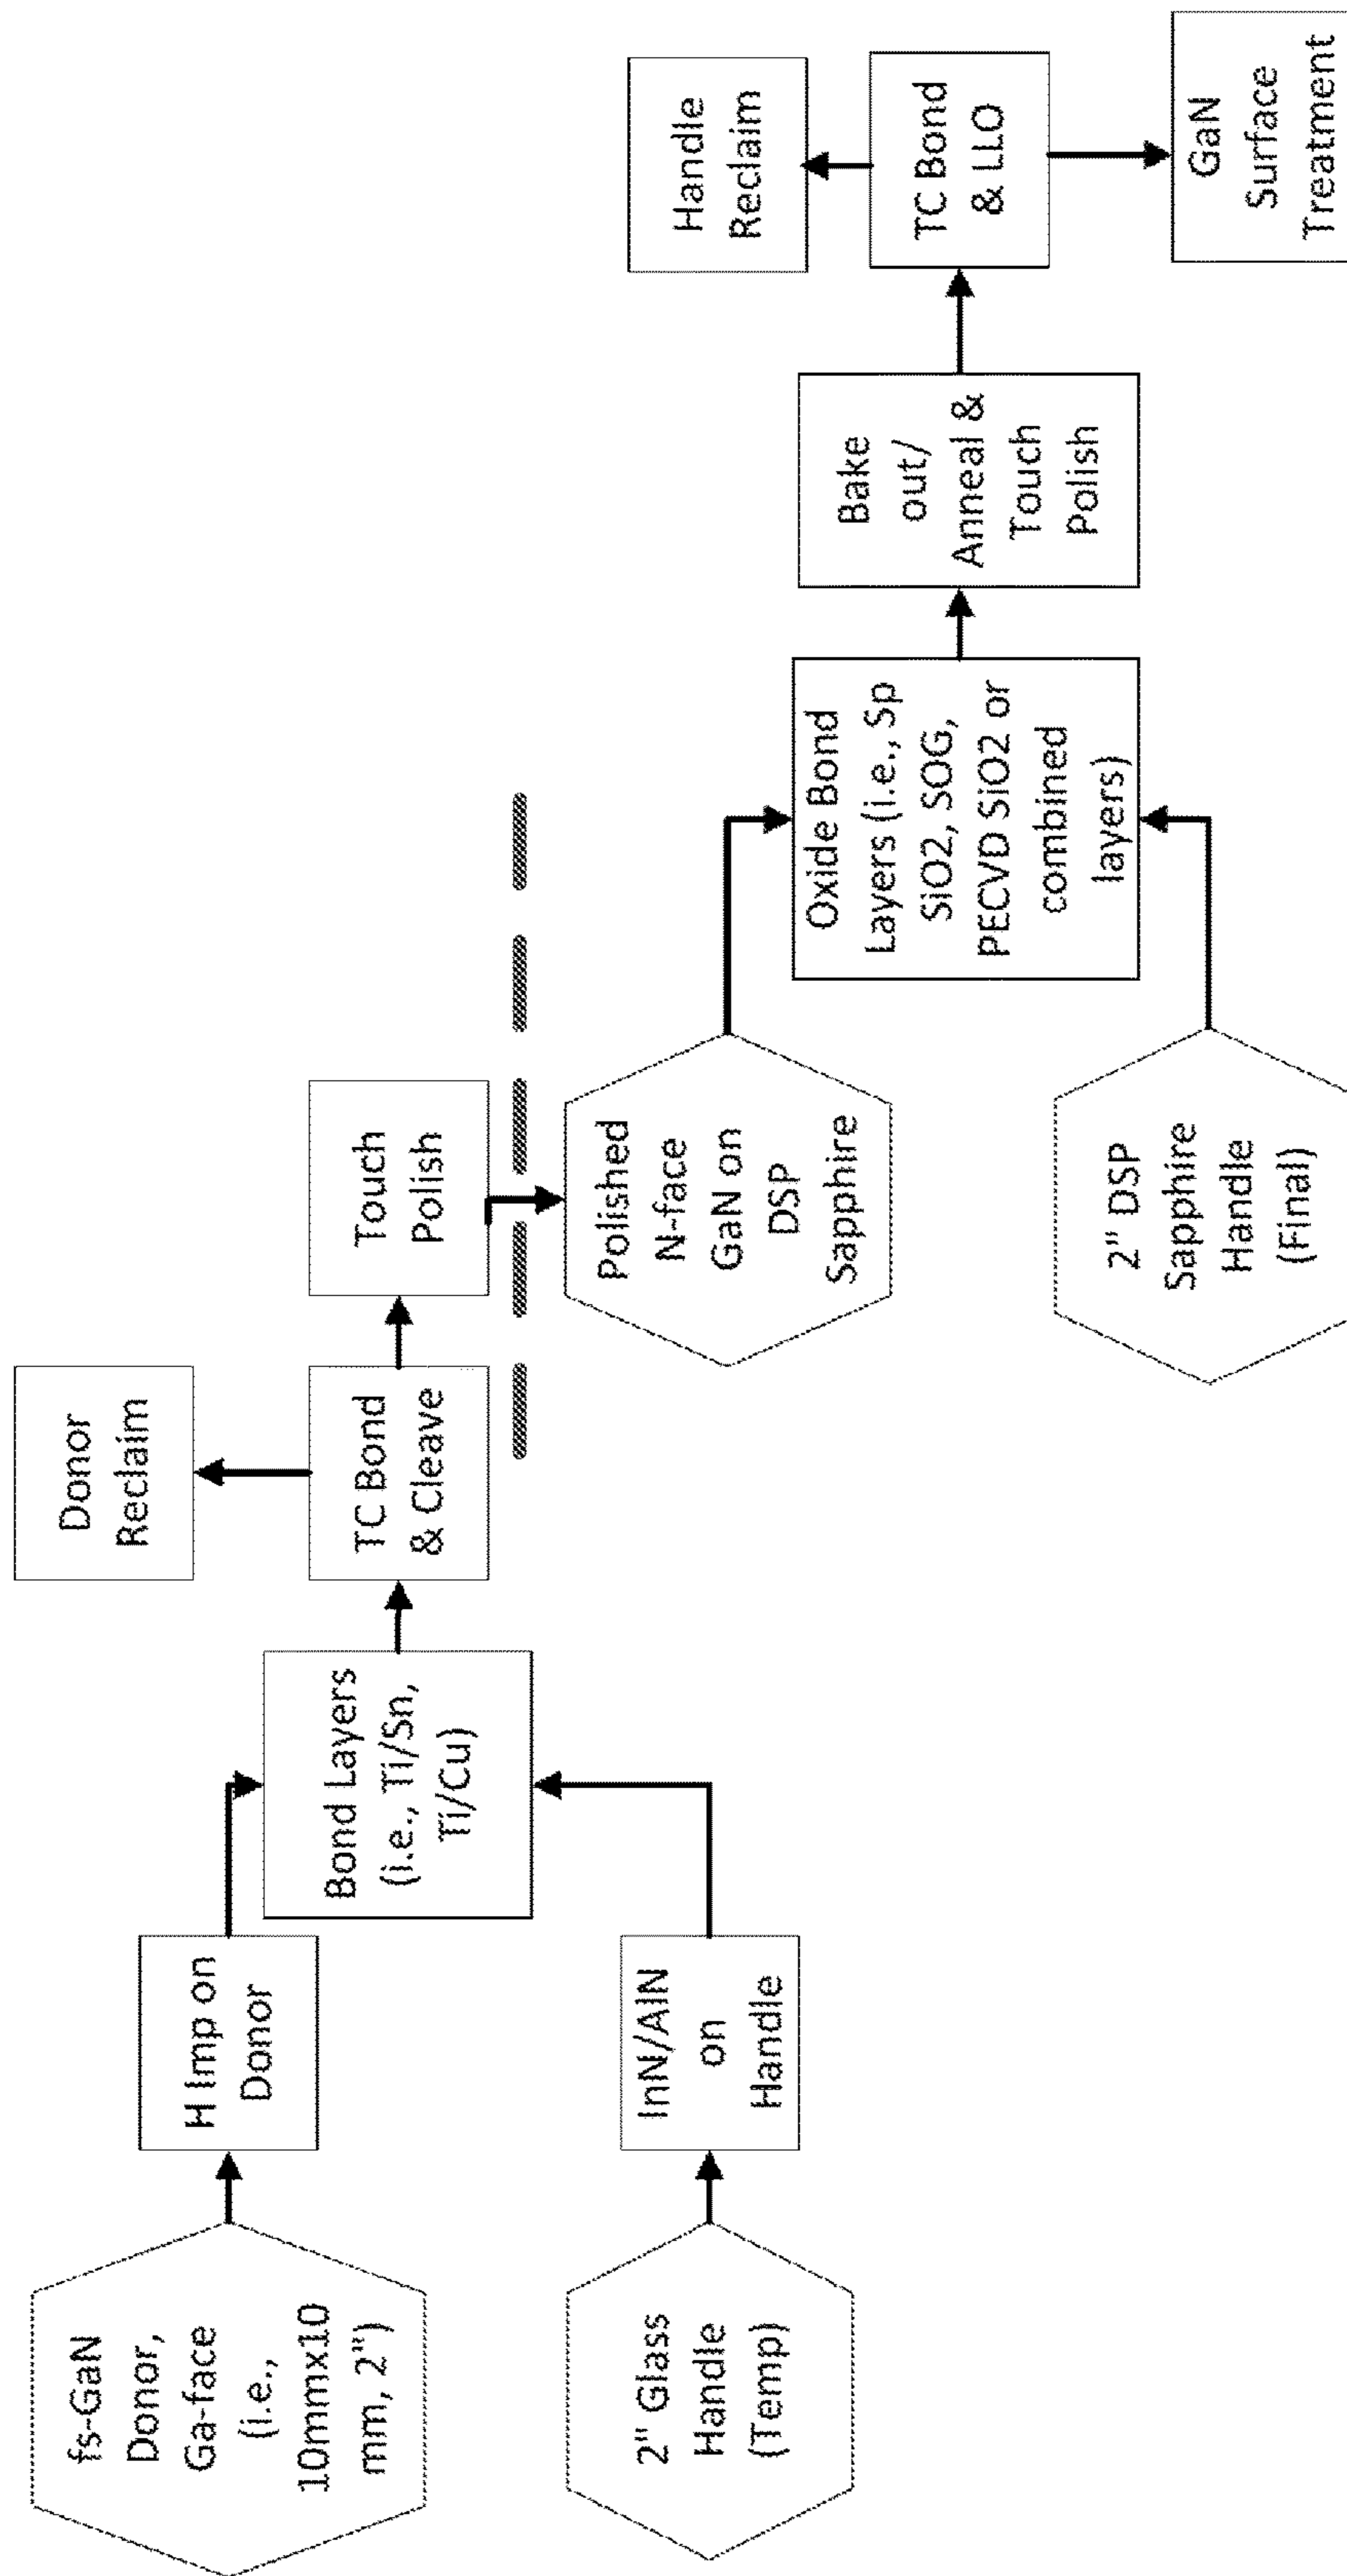 fs-GaN
Donor,
Ga-face
(i.e.,
10mmx10
mm, 2")
H Imp on
Donor
2" Glass
Handle
(Temp)
InN/AlN
on
Handle
Bond Layers
(i.e., Ti/Sn,
Ti/Cu)
TC Bond
& Cleave
Donor
Reclaim
Touch
Polish
Polished
N-face
GaN on
DSP
Sapphire
2" DSP
Sapphire
Handle
(Final)
Oxide Bond
Layers (i.e., Sp
SiO2, SOG,
PECVD SiO2 or
combined
layers)
Bake
out/
Anneal &
Touch
Polish
TC Bond
& LLO
Handle
Reclaim
GaN
Surface
Treatment